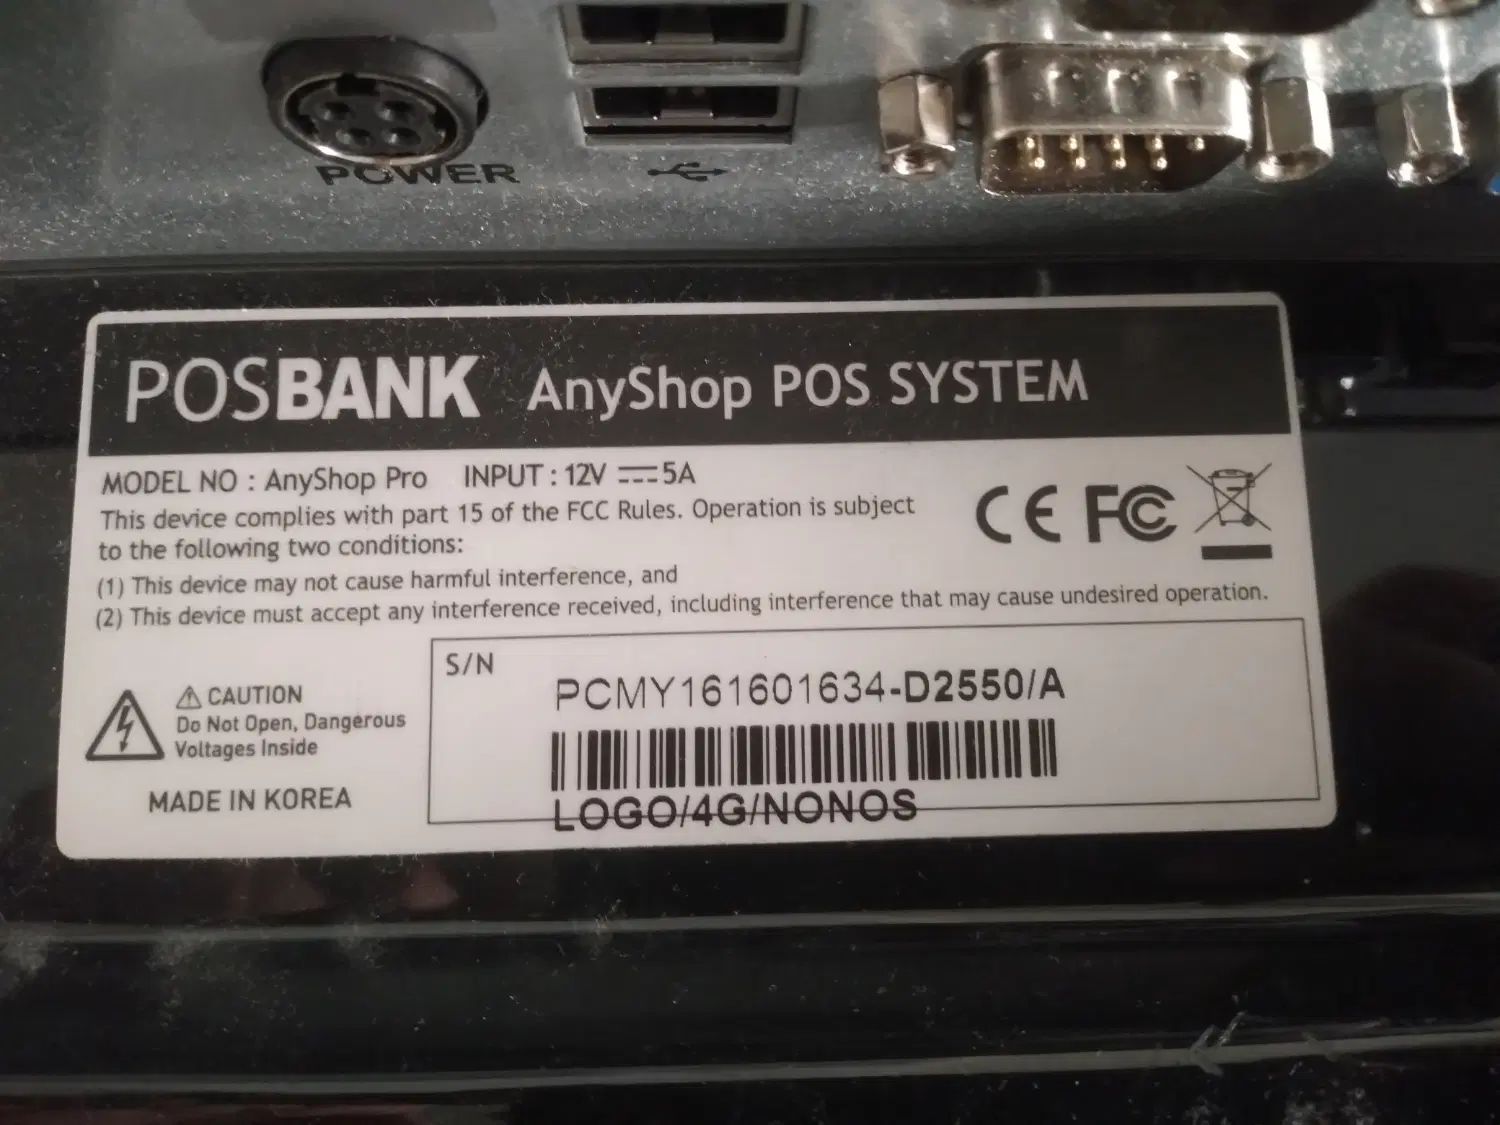 POWER
POSBANK AnyShop POS SYSTEM
MODEL NO : AnyShop Pro INPUT : 12V ⎓ 5A
This device complies with part 15 of the FCC Rules. Operation is subject
to the following two conditions:
(1) This device may not cause harmful interference, and
(2) This device must accept any interference received, including interference that may cause undesired operation.
CE FC
S/N
PCMY161601634-D2550/A
LOGO/4G/NONOS
CAUTION
Do Not Open, Dangerous
Voltages Inside
MADE IN KOREA